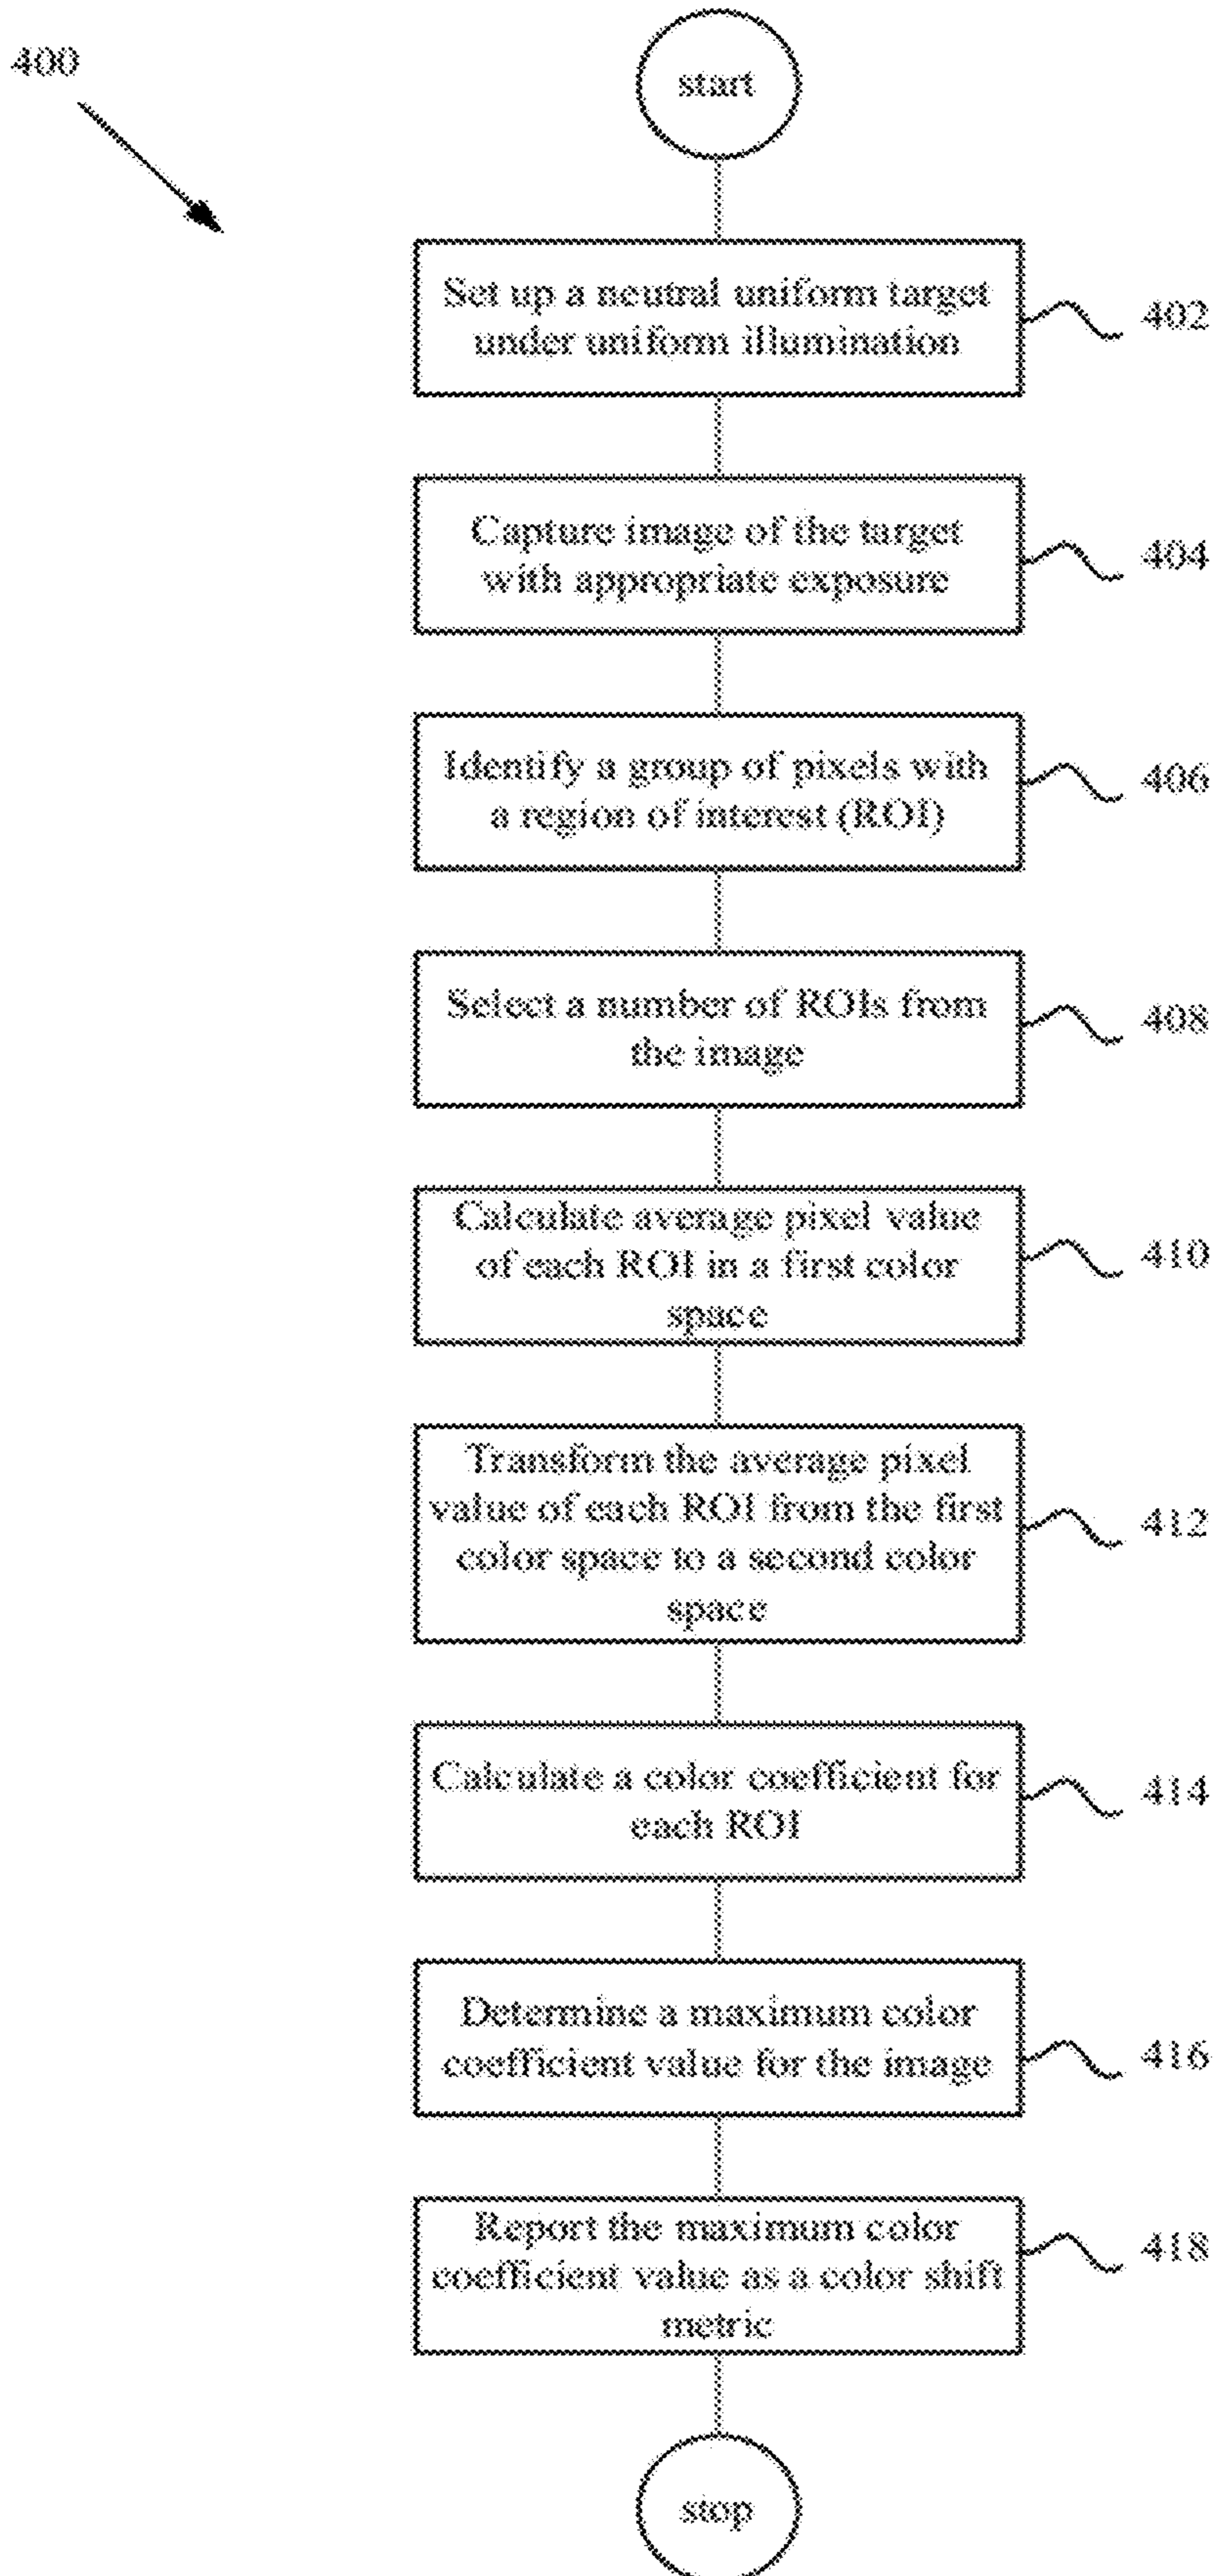 400
start
Set up a neutral uniform target
under uniform illumination
402
Capture image of the target
with appropriate exposure
404
Identify a group of pixels with
a region of interest (ROI)
406
Select a number of ROIs from
the image
408
Calculate average pixel value
of each ROI in a first color
space
410
Transform the average pixel
value of each ROI from the first
color space to a second color
space
412
Calculate a color coefficient for
each ROI
414
Determine a maximum color
coefficient value for the image
416
Report the maximum color
coefficient value as a color shift
metric
418
stop